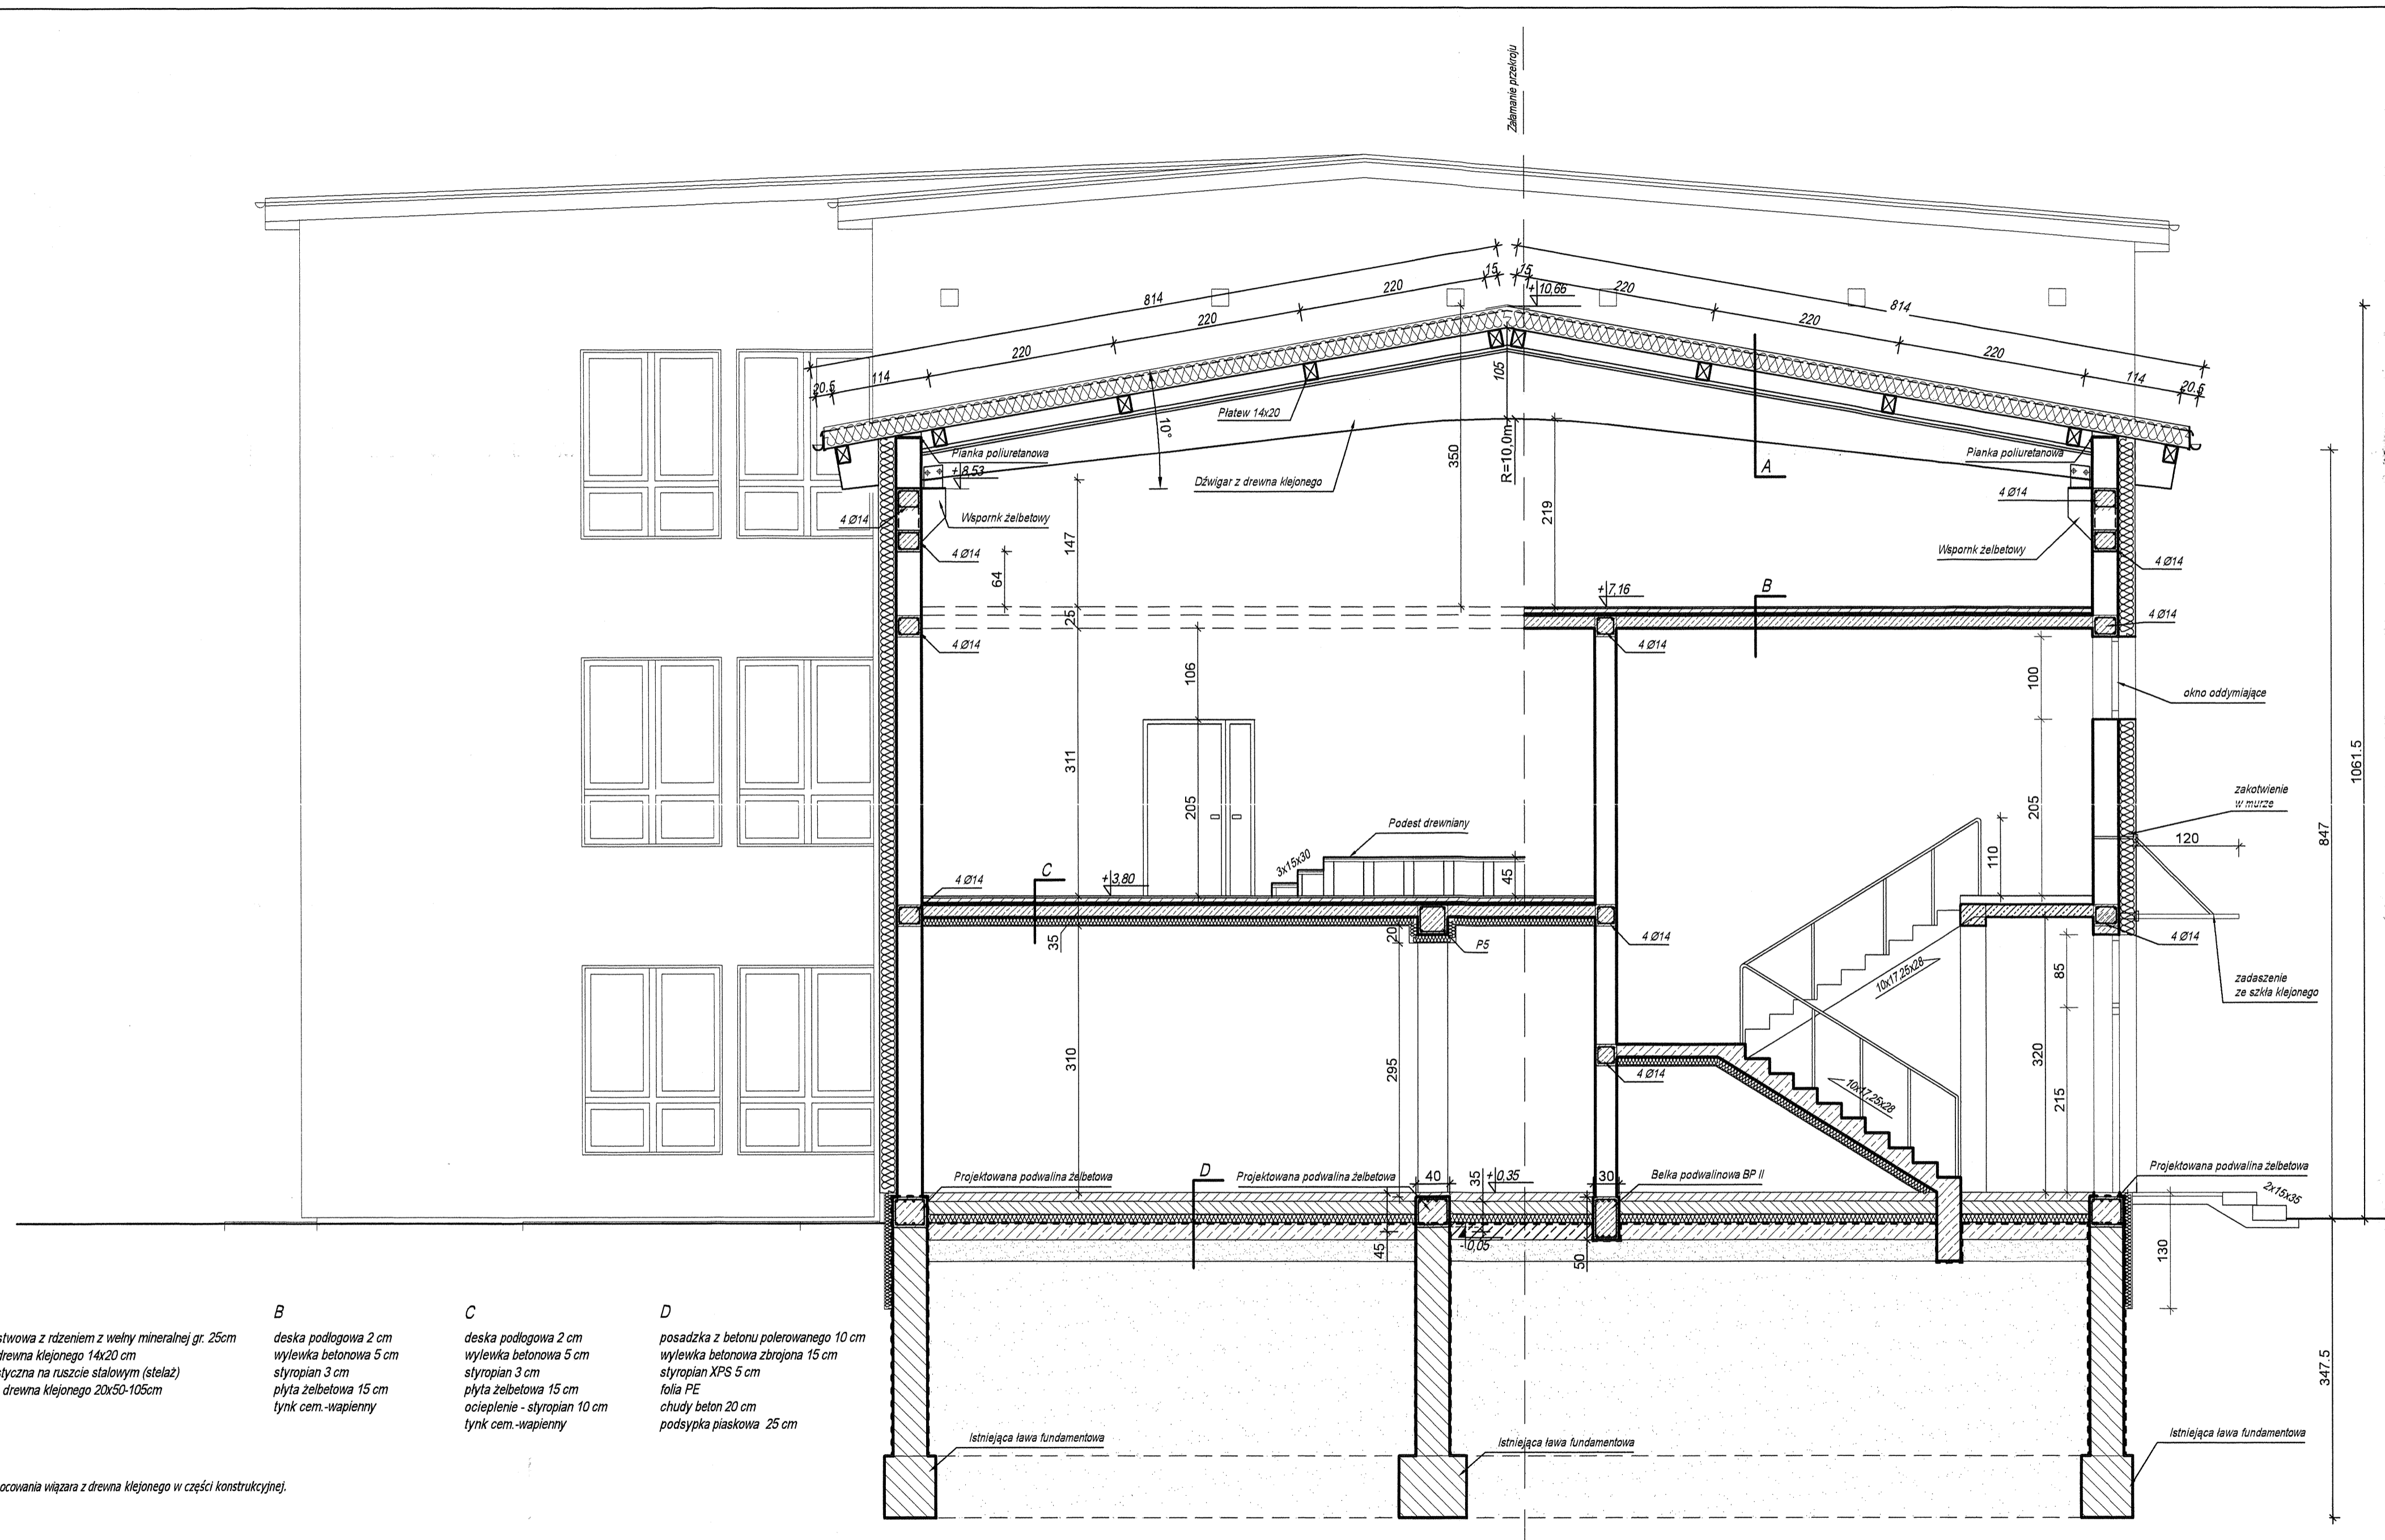 Załamanie przekroju
814
15
15
220
220
+10,66
220
814
220
220
220
220
114
20.5
105
114
20.5
Płatew 14x20
10°
Pianka poliuretanowa
+8,53
350
R=10,0m
A
Pianka poliuretanowa
Dźwigar z drewna klejonego
4 Ø14
Wspornk żelbetowy
219
4 Ø14
4 Ø14
147
64
Wspornk żelbetowy
4 Ø14
+7,16
B
25
4 Ø14
4 Ø14
4 Ø14
106
100
okno oddymiające
1061.5
311
205
205
zakotwienie
w murze
847
120
Podest drewniany
3x15x30
110
45
C
+3,80
4 Ø14
35
20
P5
4 Ø14
4 Ø14
85
10x17.25x28
zadaszenie
ze szkła klejonego
310
295
320
4 Ø14
10x17.25x28
215
Projektowana podwalina żelbetowa
D
Projektowana podwalina żelbetowa
40
35
+0,35
30
Belka podwalinowa BP II
Projektowana podwalina żelbetowa
2x15x35
45
-0,05
50
130
347.5
B
C
D
stwowa z rdzeniem z wełny mineralnej gr. 25cm
drewna klejonego 14x20 cm
styczna na ruszcie stalowym (stelaż)
drewna klejonego 20x50-105cm
deska podłogowa 2 cm
wylewka betonowa 5 cm
styropian 3 cm
płyta żelbetowa 15 cm
tynk cem.-wapienny
deska podłogowa 2 cm
wylewka betonowa 5 cm
styropian 3 cm
płyta żelbetowa 15 cm
ocieplenie - styropian 10 cm
tynk cem.-wapienny
posadzka z betonu polerowanego 10 cm
wylewka betonowa zbrojona 15 cm
styropian XPS 5 cm
folia PE
chudy beton 20 cm
podsypka piaskowa 25 cm
Istniejąca ława fundamentowa
Istniejąca ława fundamentowa
Istniejąca ława fundamentowa
ocowania wiązara z drewna klejonego w części konstrukcyjnej.